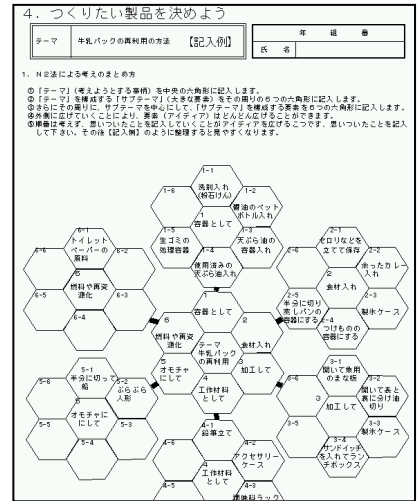 4．つくりたい製品を決めよう
テーマ
牛乳パックの再利用の方法　【記入例】
年　組　番
氏　名
1．N2法による考えのまとめ方
①「テーマ」（考えようとする事柄）を中央の六角形に記入します。
②「テーマ」を構成する「サブテーマ」（大きな要素）をその周りの6つの六角形に記入します。
③さらにその周りに、サブテーマを中心にして、「サブテーマ」を構成する要素を6つの六角形に記入します。
④外側に広げていくことにより、要素（アイディア）はどんどん広げることができます。
⑤順番は考えず、思いついたことを記入していくことがアイディアを広げるこつです、思いついたことを記入
して下さい。その後【記入例】のように整理すると見やすくなります。
1-1
洗剤入れ
（粉石けん）
1-6
1-2
醤油のペット
ボトル入れ
1
容器として
1-5
生ゴミの
処理容器
1-3
天ぷら油の
容器入れ
1-4
使用済みの
天ぷら油入れ
6-1
トイレット
ペーパーの
原料
6-6
6-2
6
燃料や再資
源化
6-5
6-3
6-4
2-1
セロリなどを
立てて保存
2-6
2-2
余ったカレー
入れ
2
食材入れ
2-5
半分に切り
蒸しパンの
容器にする
2-3
製氷ケース
2-4
つけものの
容器にする
1
容器として
6
燃料や再資
源化
2
食材入れ
テーマ
牛乳パック
の再利用
5
オモチャ
にして
3
加工して
4
工作材料
として
5-1
半分に切って
船
5-6
5-2
ぶらぶら
人形
5
オモチャに
にして
5-5
5-3
5-4
3-1
開いて魚用
のまな板
3-6
3-2
開いて表と
裏に分け油
切り
3
加工して
3-5
3-3
製氷ケース
3-4
サンドイッチ
を入れてラン
チボックス
4-1
鉛筆立て
4-6
4-2
アクセサリー
ケース
4
工作材料
として
4-5
4-3
調味料ラック